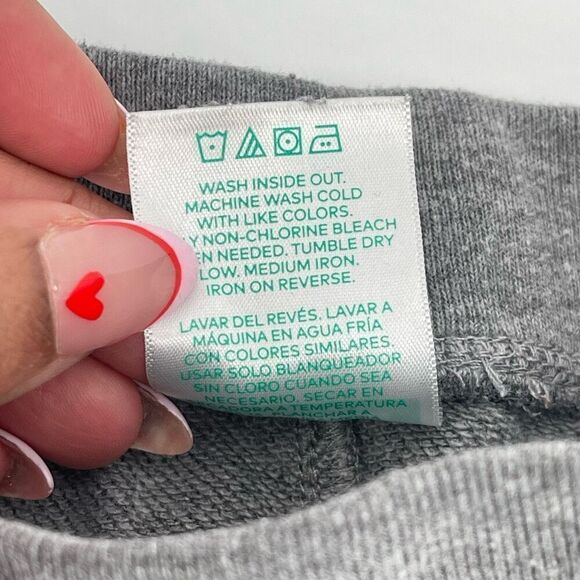 WASH INSIDE OUT.
MACHINE WASH COLD
WITH LIKE COLORS.
NON-CHLORINE BLEACH
NEEDED. TUMBLE DRY
LOW. MEDIUM IRON.
IRON ON REVERSE.
LAVAR DEL REVÉS. LAVAR A
MÁQUINA EN AGUA FRÍA
CON COLORES SIMILARES.
USAR SOLO BLANQUEADOR
SIN CLORO CUANDO SEA
NECESARIO. SECAR EN
A TEMPERATURA